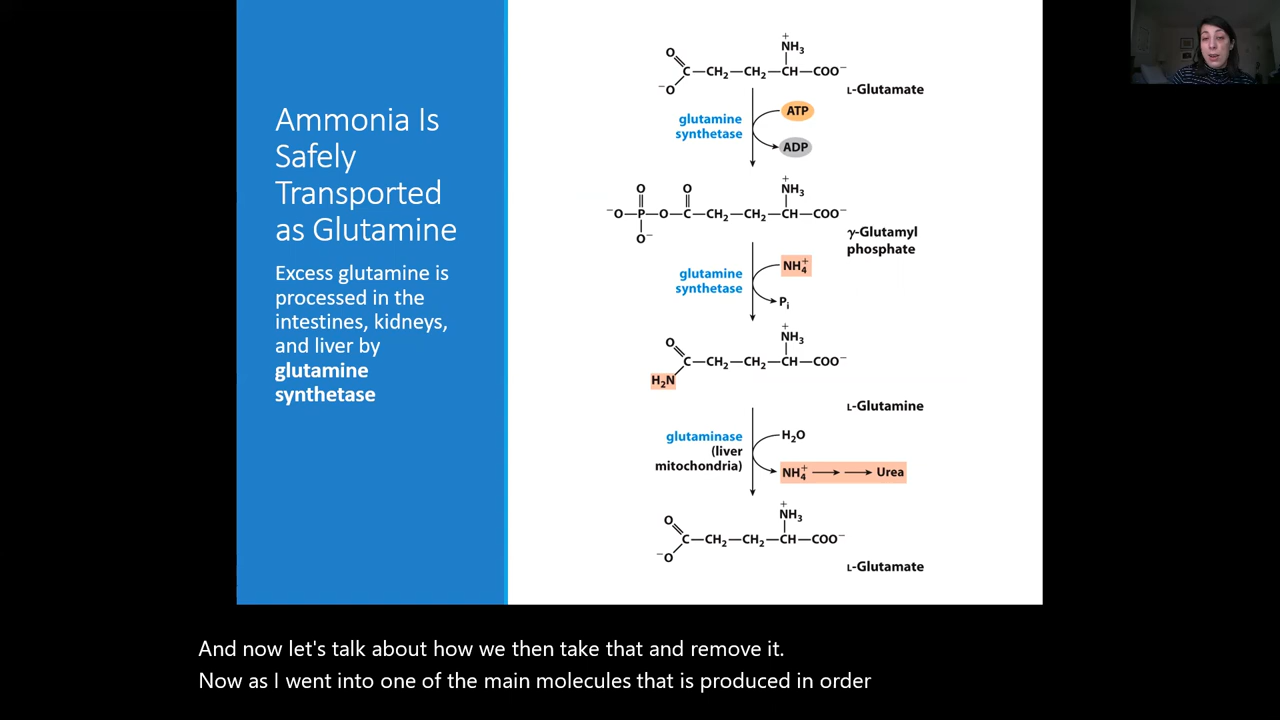 Ammonia Is
Safely
Transported
as Glutamine
Excess glutamine is
processed in the
intestines, kidneys,
and liver by
glutamine
synthetase
O
+
NH3
C—CH2—CH2—CH—COO−
−O
L-Glutamate
glutamine
synthetase
ATP
ADP
O
O
+
NH3
−O—P—O—C—CH2—CH2—CH—COO−
O−
γ-Glutamyl
phosphate
glutamine
synthetase
NH4+
Pi
O
+
NH3
C—CH2—CH2—CH—COO−
H2N
L-Glutamine
glutaminase
(liver
mitochondria)
H2O
NH4+ → → Urea
O
+
NH3
C—CH2—CH2—CH—COO−
−O
L-Glutamate
And now let's talk about how we then take that and remove it.
Now as I went into one of the main molecules that is produced in order